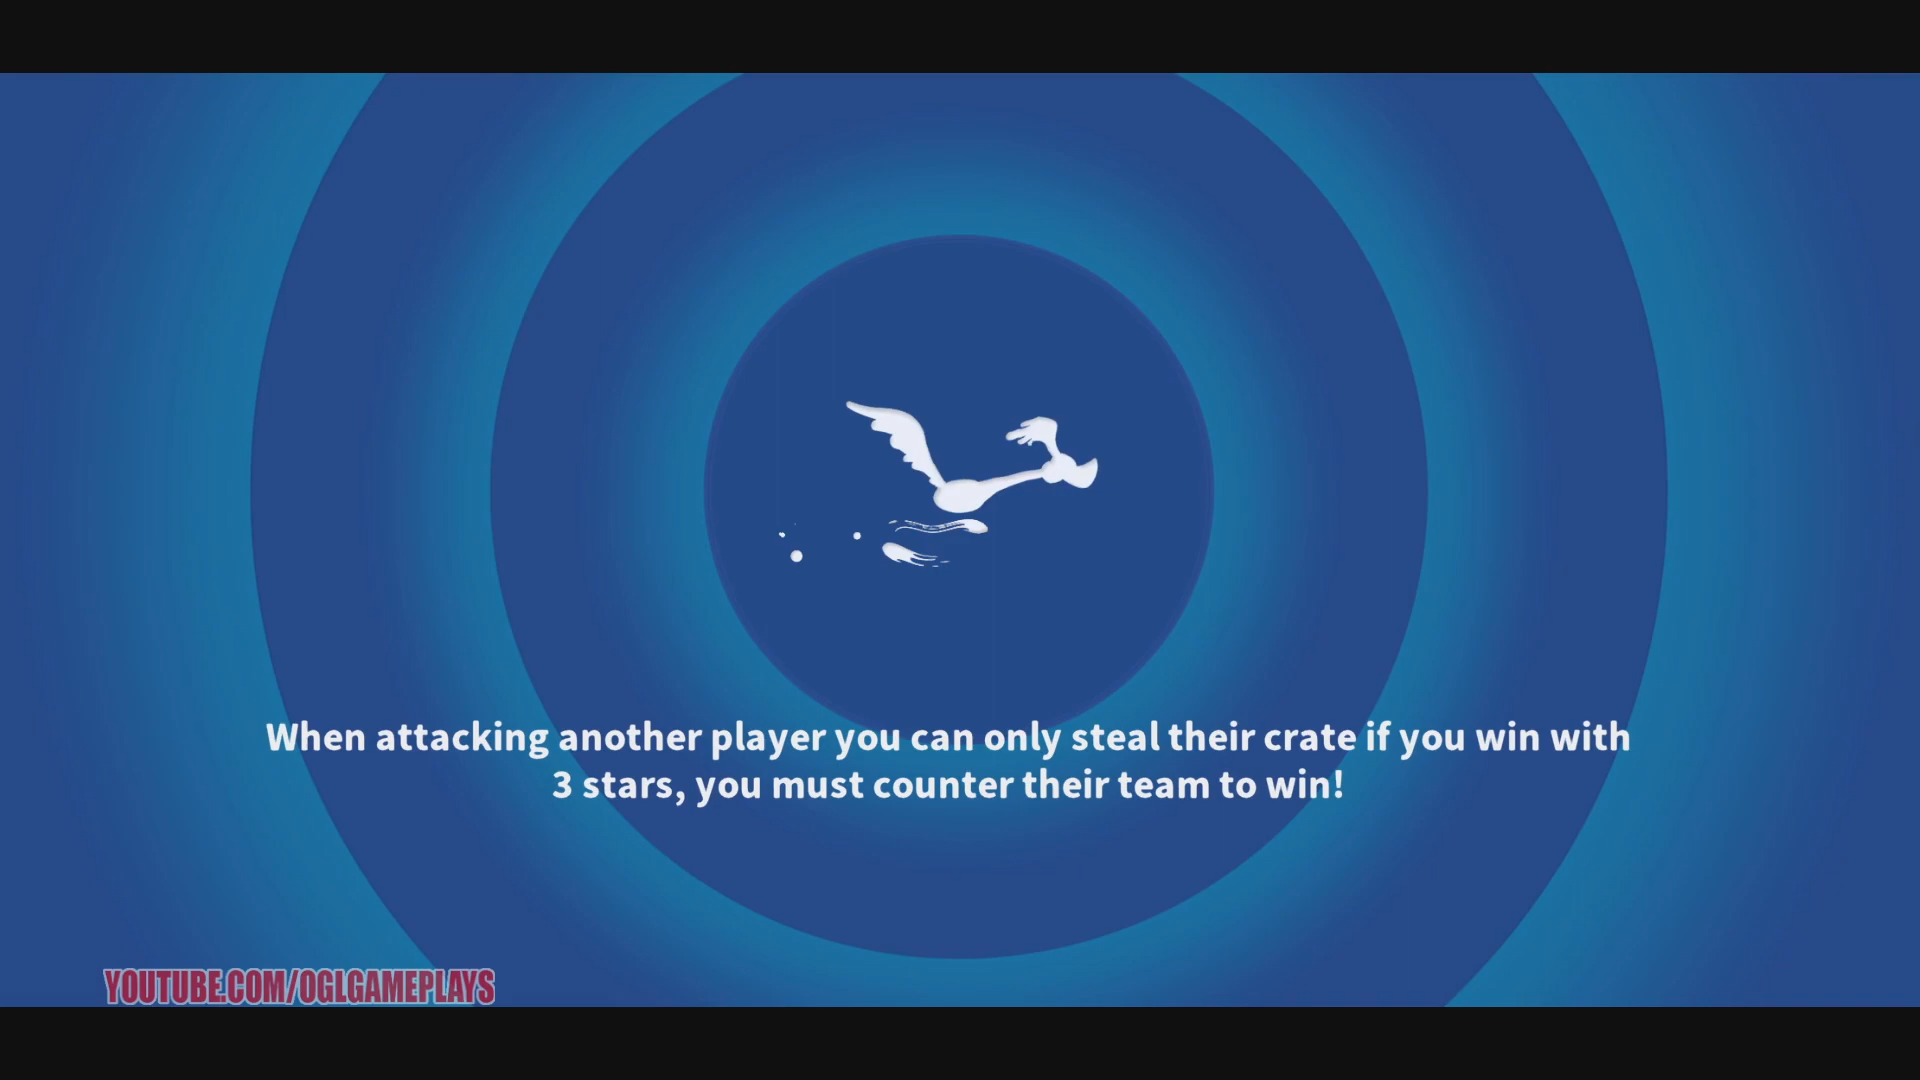 When attacking another player you can only steal their crate if you win with
3 stars, you must counter their team to win!
YOUTUBE.COM/OGLGAMEPLAYS